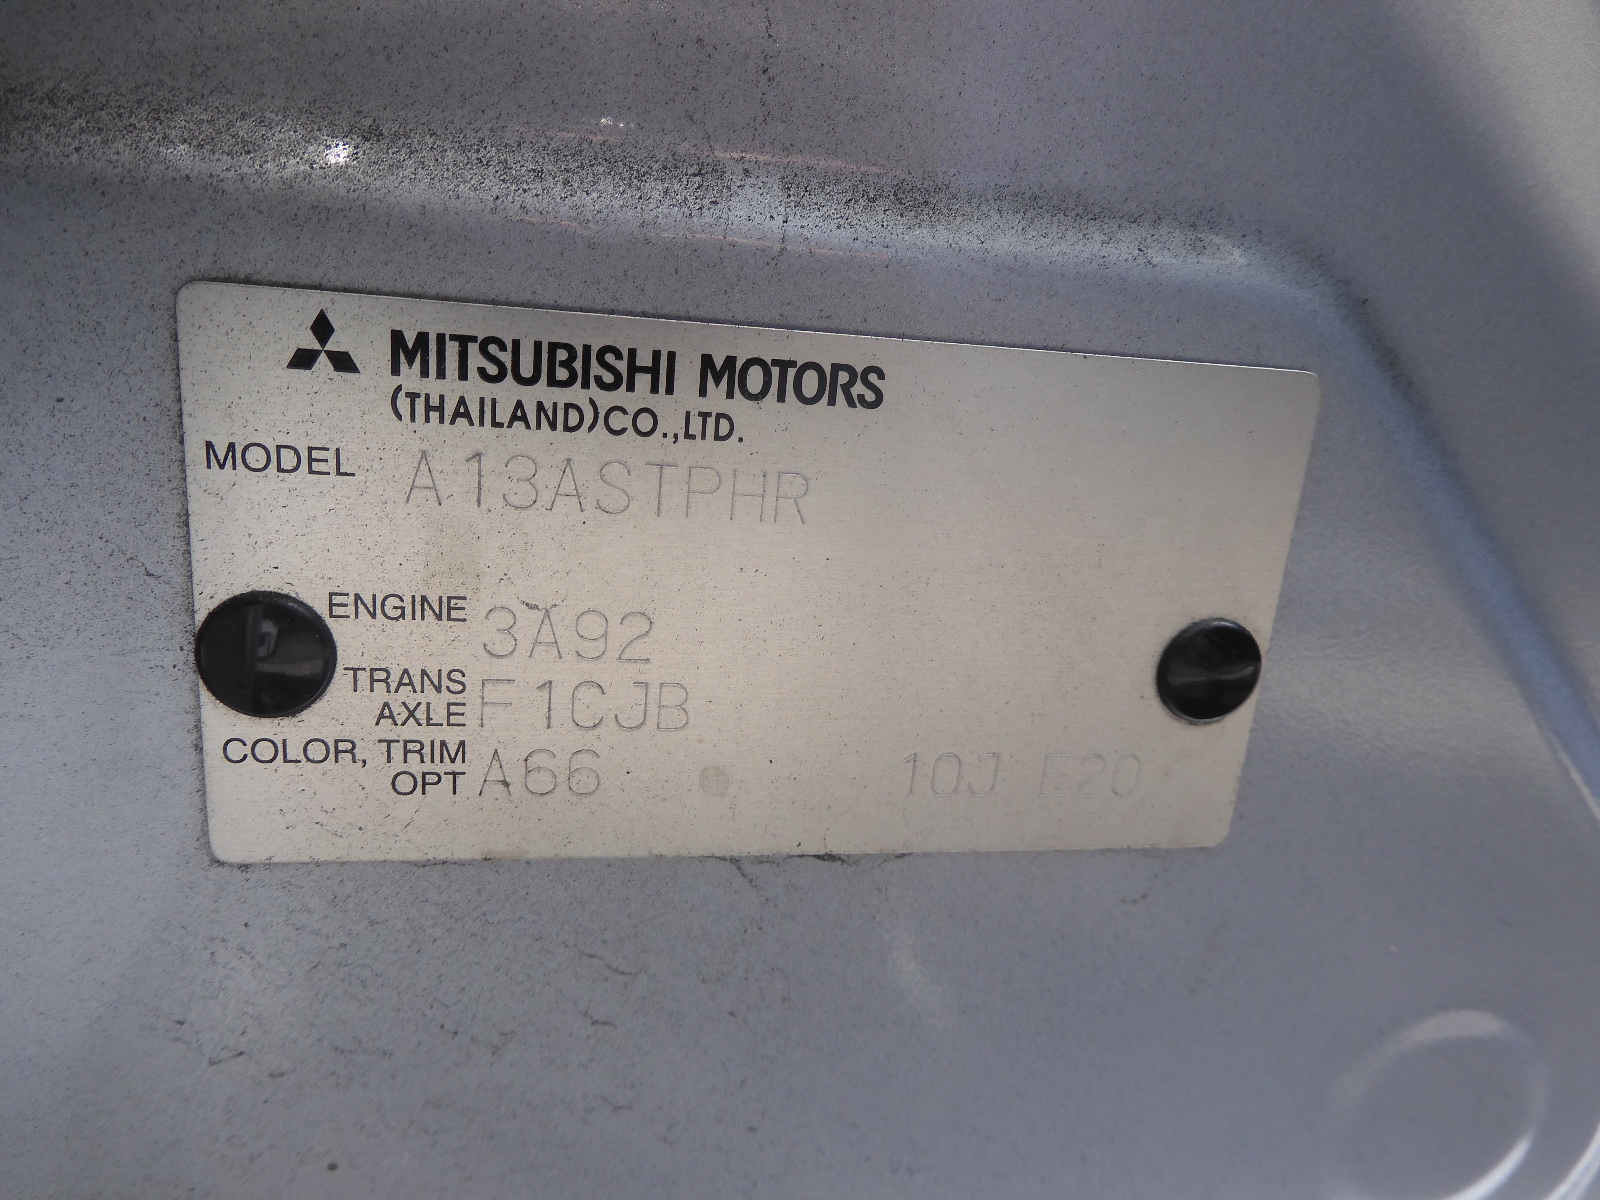 MITSUBISHI MOTORS
(THAILAND)CO.,LTD.
MODEL A13ASTPHR
ENGINE 3A92
TRANS
AXLE F1CJB
COLOR, TRIM
OPT A66 10J E20